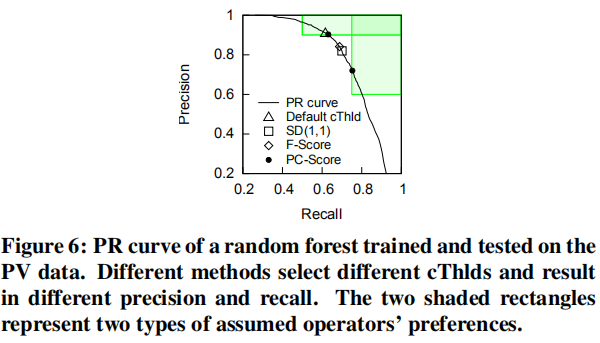 1
0.8
0.6
0.4
0.2
Precision
PR curve
Default cThld
SD(1,1)
F-Score
PC-Score
0.2 0.4 0.6 0.8 1
Recall
Figure 6: PR curve of a random forest trained and tested on the
PV data. Different methods select different cThlds and result
in different precision and recall. The two shaded rectangles
represent two types of assumed operators' preferences.